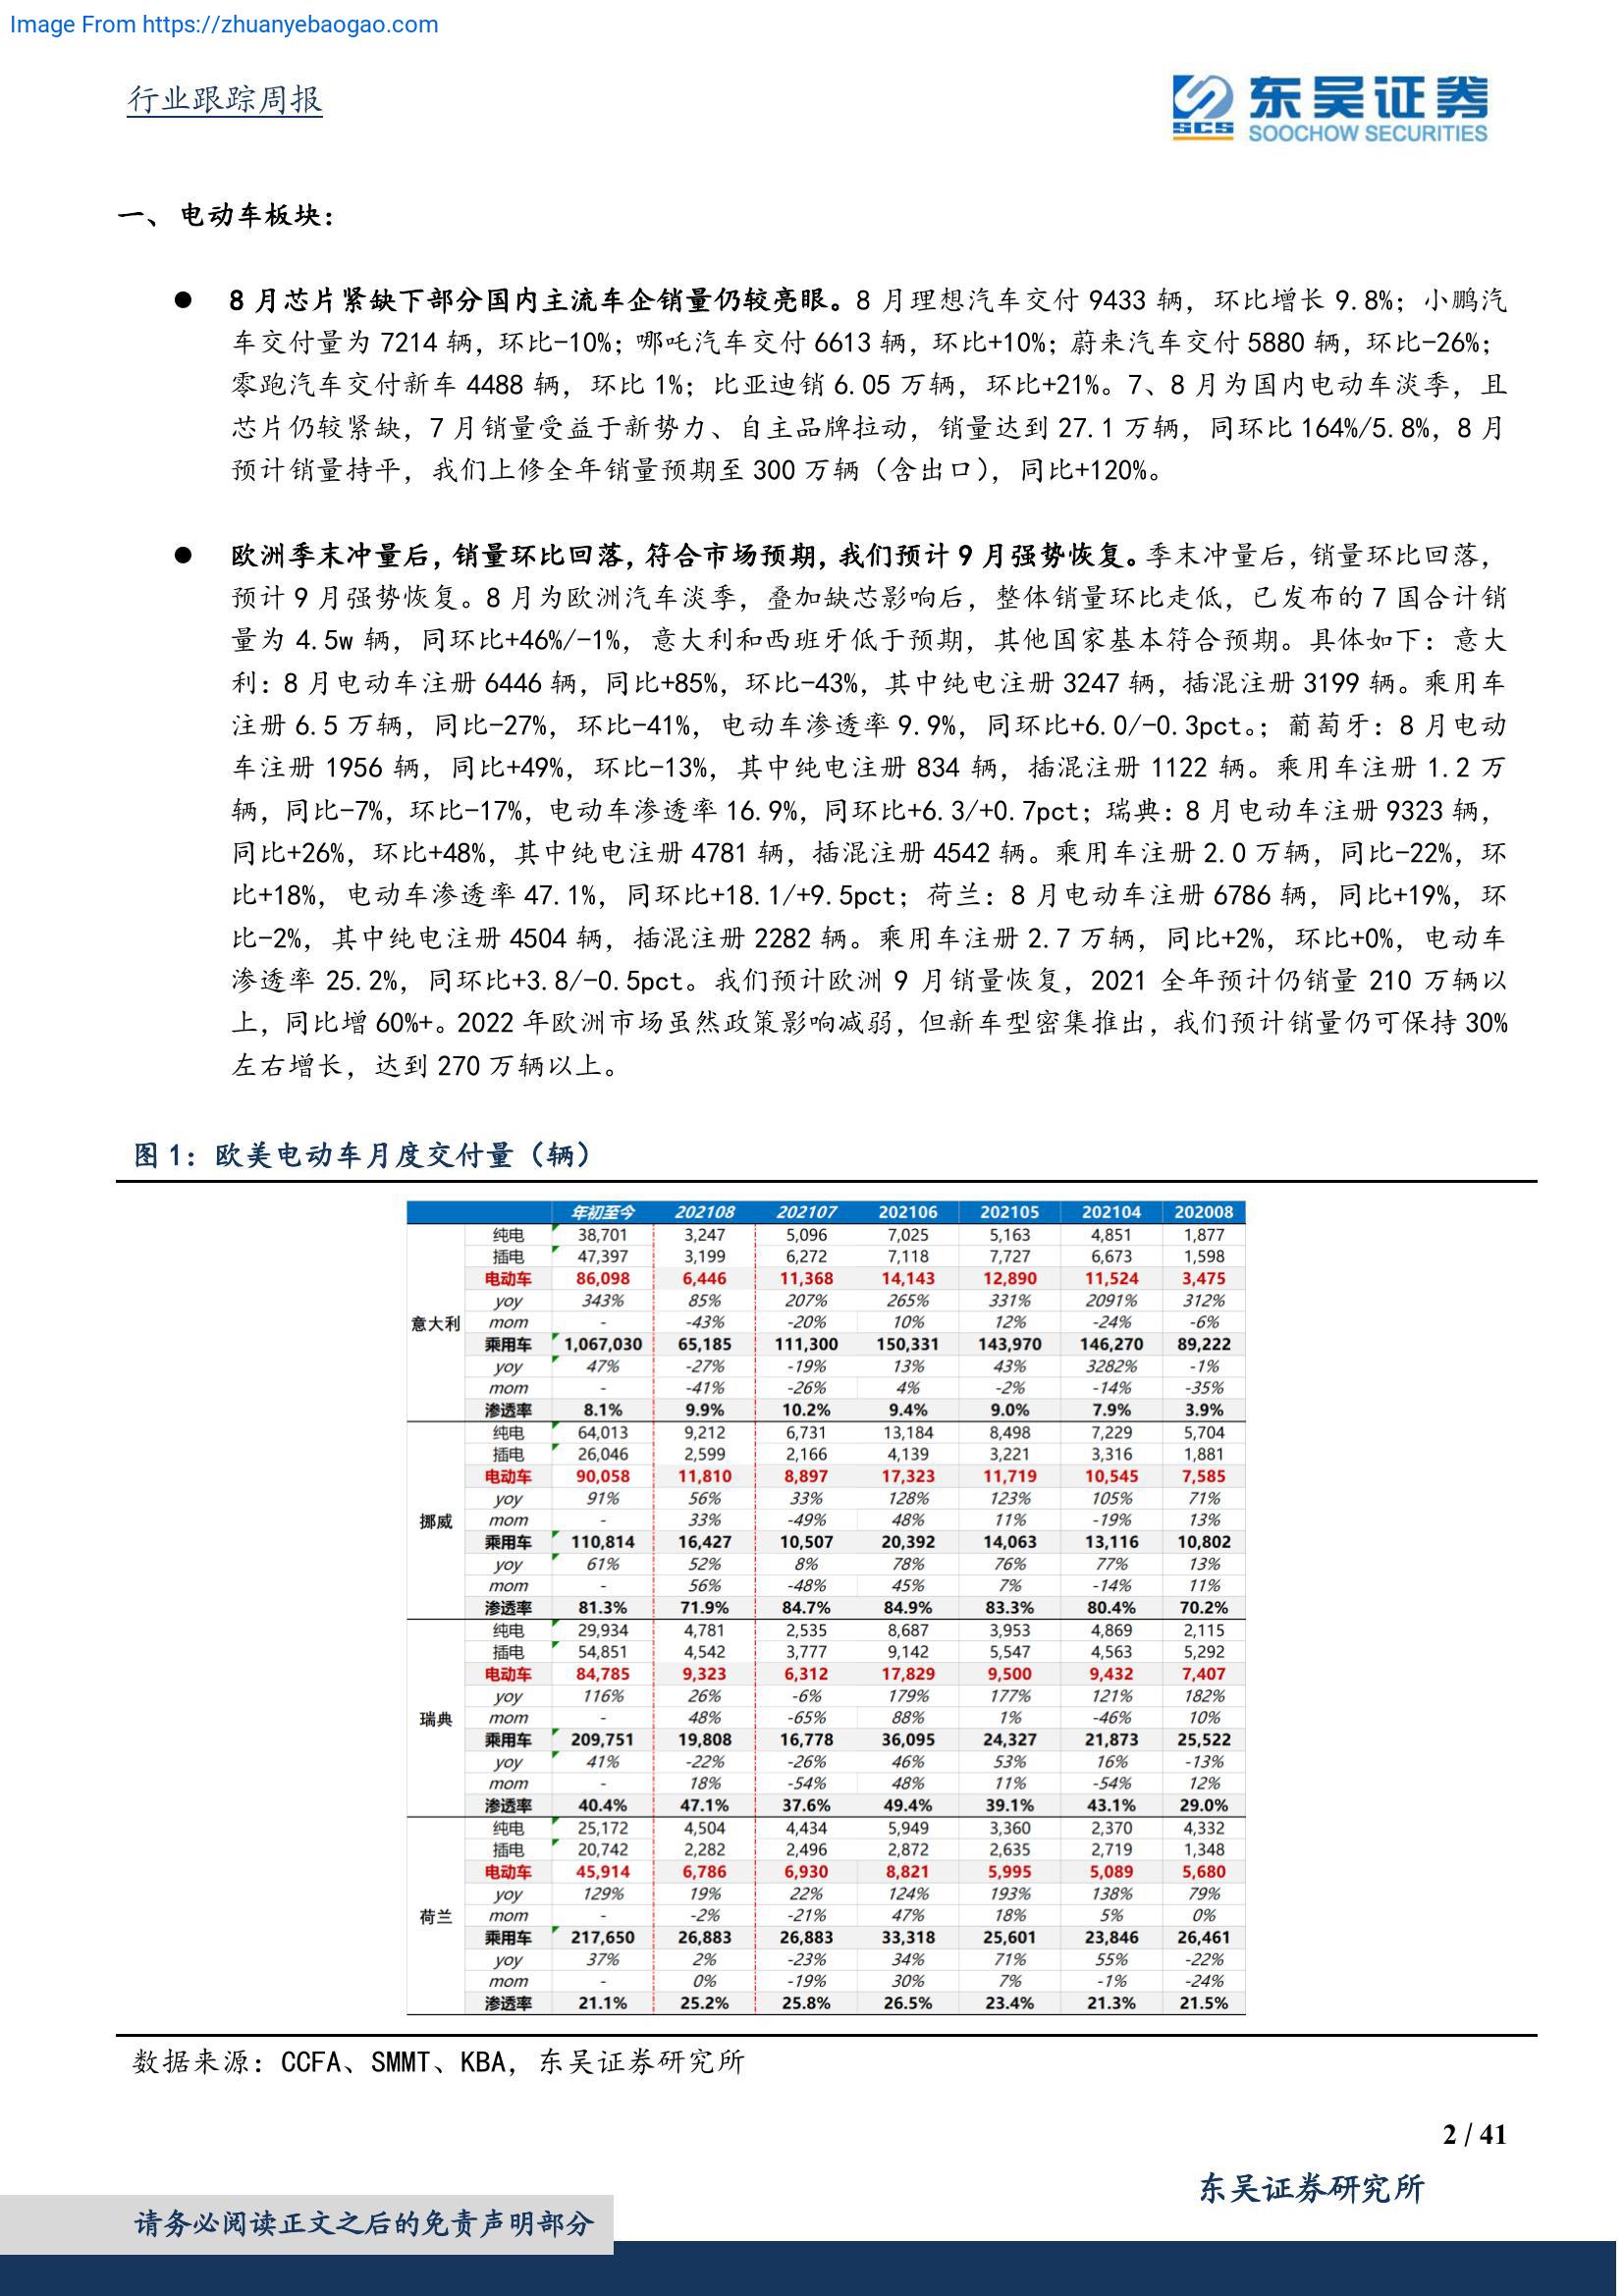 Image From https://zhuanyebaogao.com
行业跟踪周报
SCS
东吴证券
SOOCHOW SECURITIES
一、 电动车板块：
● 8 月芯片紧缺下部分国内主流车企销量仍较亮眼。8 月理想汽车交付 9433 辆，环比增长 9.8%；小鹏汽
车交付量为 7214 辆，环比-10%；哪吒汽车交付 6613 辆，环比+10%；蔚来汽车交付 5880 辆，环比-26%；
零跑汽车交付新车 4488 辆，环比 1%；比亚迪销 6.05 万辆，环比+21%。7、8 月为国内电动车淡季，且
芯片仍较紧缺，7 月销量受益于新势力、自主品牌拉动，销量达到 27.1 万辆，同环比 164%/5.8%，8 月
预计销量持平，我们上修全年销量预期至 300 万辆（含出口），同比+120%。
● 欧洲季末冲量后，销量环比回落，符合市场预期，我们预计 9 月强势恢复。季末冲量后，销量环比回落，
预计 9 月强势恢复。8 月为欧洲汽车淡季，叠加缺芯影响后，整体销量环比走低，已发布的 7 国合计销
量为 4.5w 辆，同环比+46%/-1%，意大利和西班牙低于预期，其他国家基本符合预期。具体如下：意大
利：8 月电动车注册 6446 辆，同比+85%，环比-43%，其中纯电注册 3247 辆，插混注册 3199 辆。乘用车
注册 6.5 万辆，同比-27%，环比-41%，电动车渗透率 9.9%，同环比+6.0/-0.3pct。；葡萄牙：8 月电动
车注册 1956 辆，同比+49%，环比-13%，其中纯电注册 834 辆，插混注册 1122 辆。乘用车注册 1.2 万
辆，同比-7%，环比-17%，电动车渗透率 16.9%，同环比+6.3/+0.7pct；瑞典：8 月电动车注册 9323 辆，
同比+26%，环比+48%，其中纯电注册 4781 辆，插混注册 4542 辆。乘用车注册 2.0 万辆，同比-22%，环
比+18%，电动车渗透率 47.1%，同环比+18.1/+9.5pct；荷兰：8 月电动车注册 6786 辆，同比+19%，环
比-2%，其中纯电注册 4504 辆，插混注册 2282 辆。乘用车注册 2.7 万辆，同比+2%，环比+0%，电动车
渗透率 25.2%，同环比+3.8/-0.5pct。我们预计欧洲 9 月销量恢复，2021 全年预计仍销量 210 万辆以
上，同比增 60%+。2022 年欧洲市场虽然政策影响减弱，但新车型密集推出，我们预计销量仍可保持 30%
左右增长，达到 270 万辆以上。
图 1：欧美电动车月度交付量（辆）
年初至今 202108 202107 202106 202105 202104 202008
意大利
纯电 38,701 3,247 5,096 7,025 5,163 4,851 1,877
插电 47,397 3,199 6,272 7,118 7,727 6,673 1,598
电动车 86,098 6,446 11,368 14,143 12,890 11,524 3,475
yoy 343% 85% 207% 265% 331% 2091% 312%
mom - -43% -20% 10% 12% -24% -6%
乘用车 1,067,030 65,185 111,300 150,331 143,970 146,270 89,222
yoy 47% -27% -19% 13% 43% 3282% -1%
mom - -41% -26% 4% -2% -14% -35%
渗透率 8.1% 9.9% 10.2% 9.4% 9.0% 7.9% 3.9%
挪威
纯电 64,013 9,212 6,731 13,184 8,498 7,229 5,704
插电 26,046 2,599 2,166 4,139 3,221 3,316 1,881
电动车 90,058 11,810 8,897 17,323 11,719 10,545 7,585
yoy 91% 56% 33% 128% 123% 105% 71%
mom - 33% -49% 48% 11% -19% 13%
乘用车 110,814 16,427 10,507 20,392 14,063 13,116 10,802
yoy 61% 52% 8% 78% 76% 77% 13%
mom - 56% -48% 45% 7% -14% 11%
渗透率 81.3% 71.9% 84.7% 84.9% 83.3% 80.4% 70.2%
瑞典
纯电 29,934 4,781 2,535 8,687 3,953 4,869 2,115
插电 54,851 4,542 3,777 9,142 5,547 4,563 5,292
电动车 84,785 9,323 6,312 17,829 9,500 9,432 7,407
yoy 116% 26% -6% 179% 177% 121% 182%
mom - 48% -65% 88% 1% -46% 10%
乘用车 209,751 19,808 16,778 36,095 24,327 21,873 25,522
yoy 41% -22% -26% 46% 53% 16% -13%
mom - 18% -54% 48% 11% -54% 12%
渗透率 40.4% 47.1% 37.6% 49.4% 39.1% 43.1% 29.0%
荷兰
纯电 25,172 4,504 4,434 5,949 3,360 2,370 4,332
插电 20,742 2,282 2,496 2,872 2,635 2,719 1,348
电动车 45,914 6,786 6,930 8,821 5,995 5,089 5,680
yoy 129% 19% 22% 124% 193% 138% 79%
mom - -2% -21% 47% 18% 5% 0%
乘用车 217,650 26,883 26,883 33,318 25,601 23,846 26,461
yoy 37% 2% -23% 34% 71% 55% -22%
mom - 0% -19% 30% 7% -1% -24%
渗透率 21.1% 25.2% 25.8% 26.5% 23.4% 21.3% 21.5%
数据来源：CCFA、SMMT、KBA，东吴证券研究所
2 / 41
东吴证券研究所
请务必阅读正文之后的免责声明部分